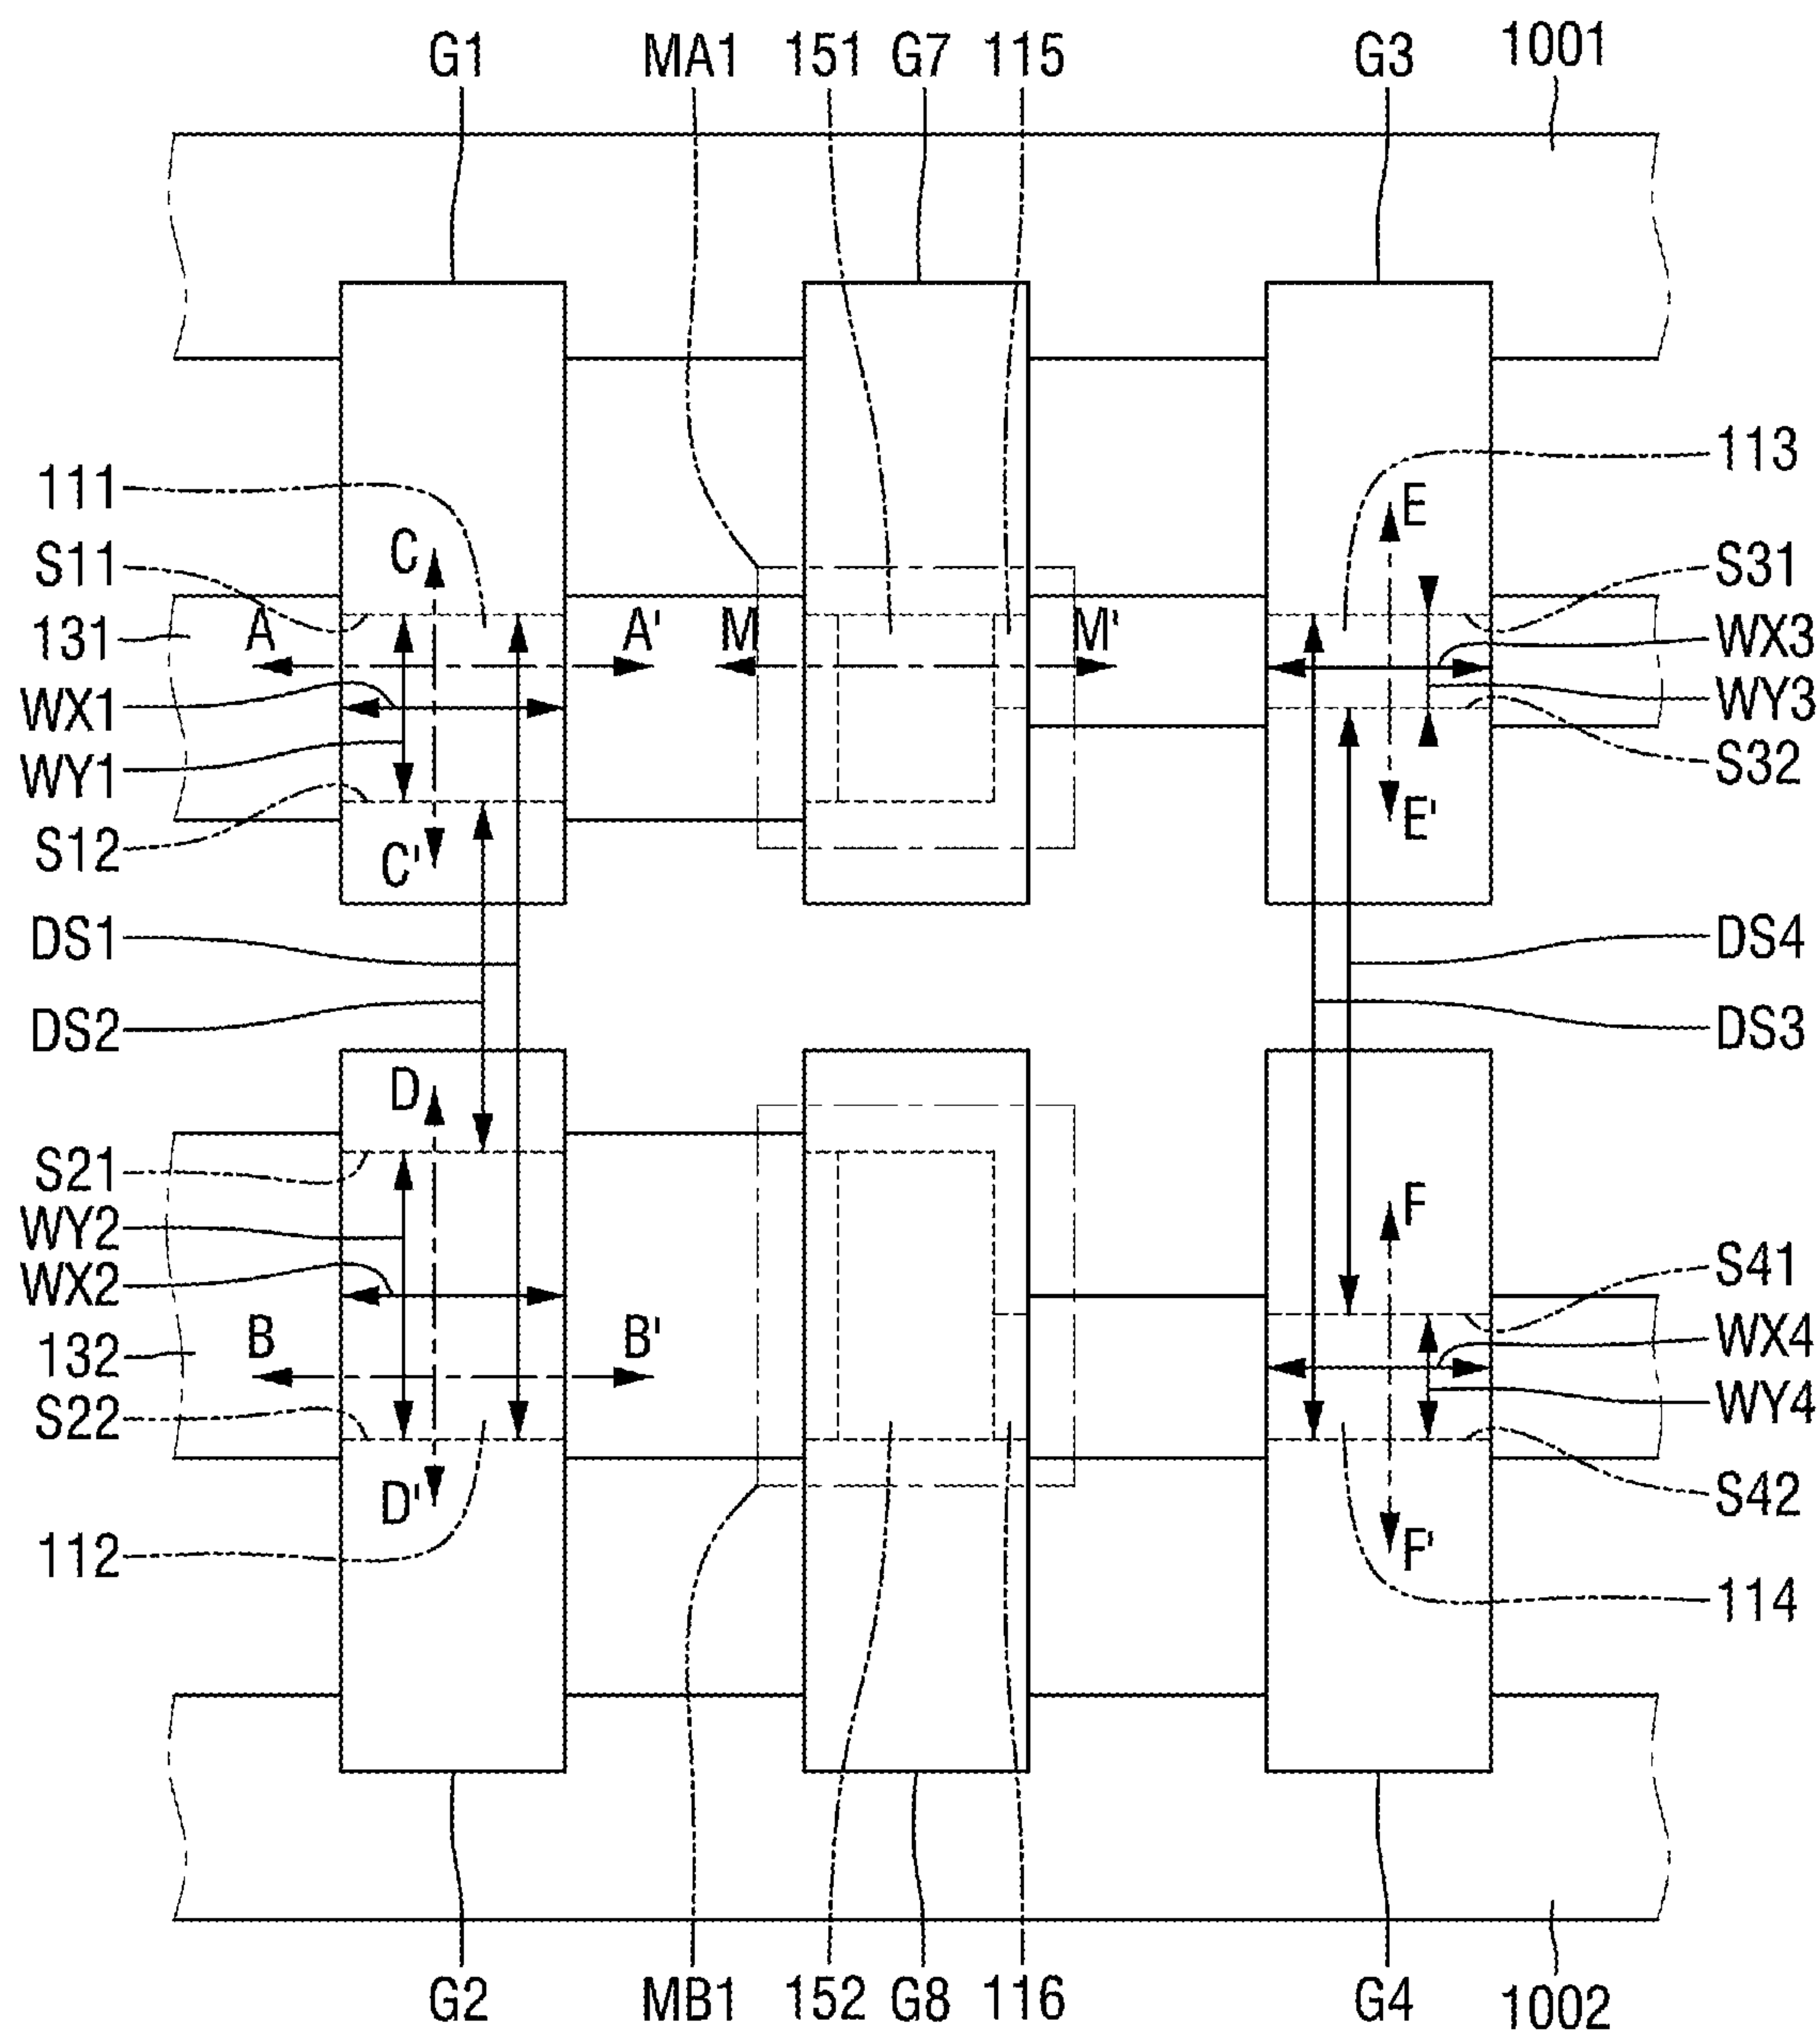 G1 MA1 151 G7 115 G3 1001
111
113
C
E
S11
S31
131
A A' M M'
WX3
WX1
WY3
WY1
S32
S12
C'
E'
DS1
DS4
DS2
DS3
D
S21
F
WY2
S41
WX2
WX4
132
B B'
WY4
S22
S42
D'
F'
112
114
G2 MB1 152 G8 116 G4 1002